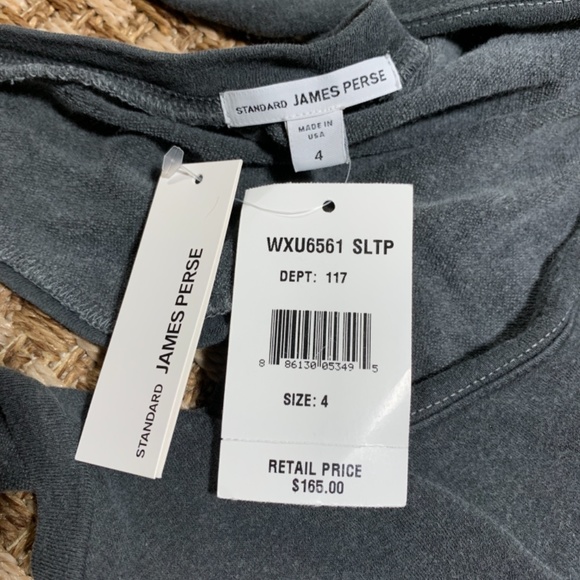 STANDARD JAMES PERSE
MADE IN
USA
4
STANDARD JAMES PERSE
WXU6561 SLTP
DEPT: 117
8 86130 05349 5
SIZE: 4
RETAIL PRICE
$165.00